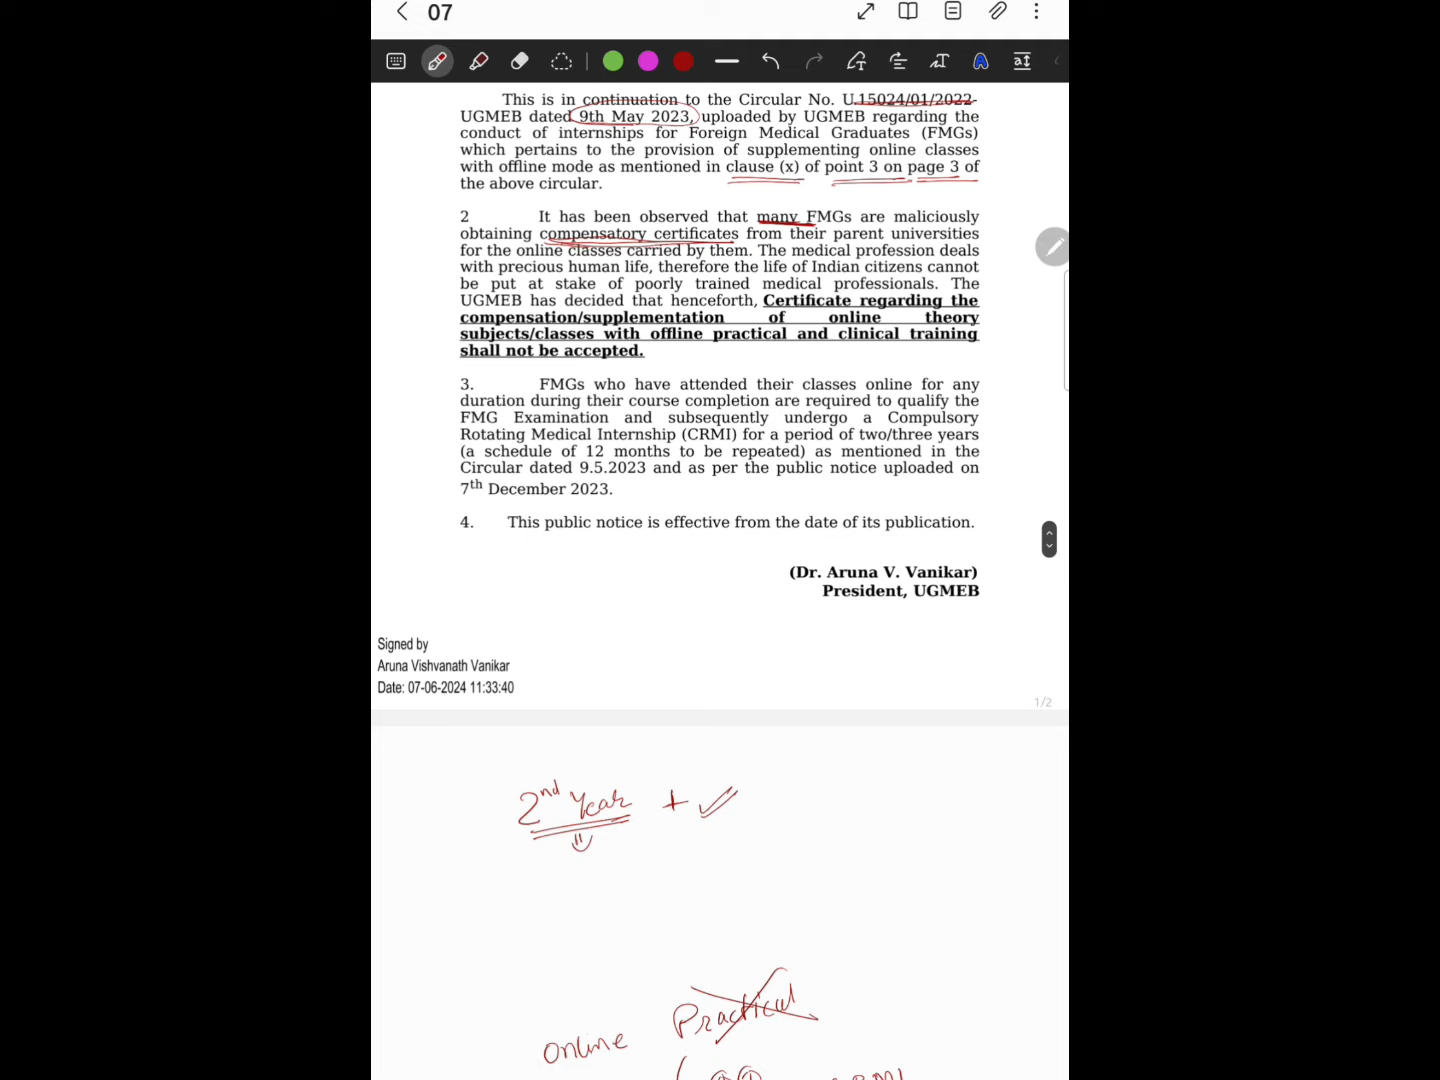 07
This is in continuation to the Circular No. U.15024/01/2022-
UGMEB dated 9th May 2023, uploaded by UGMEB regarding the
conduct of internships for Foreign Medical Graduates (FMGs)
which pertains to the provision of supplementing online classes
with offline mode as mentioned in clause (x) of point 3 on page 3 of
the above circular.
2 It has been observed that many FMGs are maliciously
obtaining compensatory certificates from their parent universities
for the online classes carried by them. The medical profession deals
with precious human life, therefore the life of Indian citizens cannot
be put at stake of poorly trained medical professionals. The
UGMEB has decided that henceforth, Certificate regarding the
compensation/supplementation of online theory
subjects/classes with offline practical and clinical training
shall not be accepted.
3. FMGs who have attended their classes online for any
duration during their course completion are required to qualify the
FMG Examination and subsequently undergo a Compulsory
Rotating Medical Internship (CRMI) for a period of two/three years
(a schedule of 12 months to be repeated) as mentioned in the
Circular dated 9.5.2023 and as per the public notice uploaded on
7th December 2023.
4. This public notice is effective from the date of its publication.
(Dr. Aruna V. Vanikar)
President, UGMEB
Signed by
Aruna Vishvanath Vanikar
Date: 07-06-2024 11:33:40
1/2
2nd Year +
Practical
online